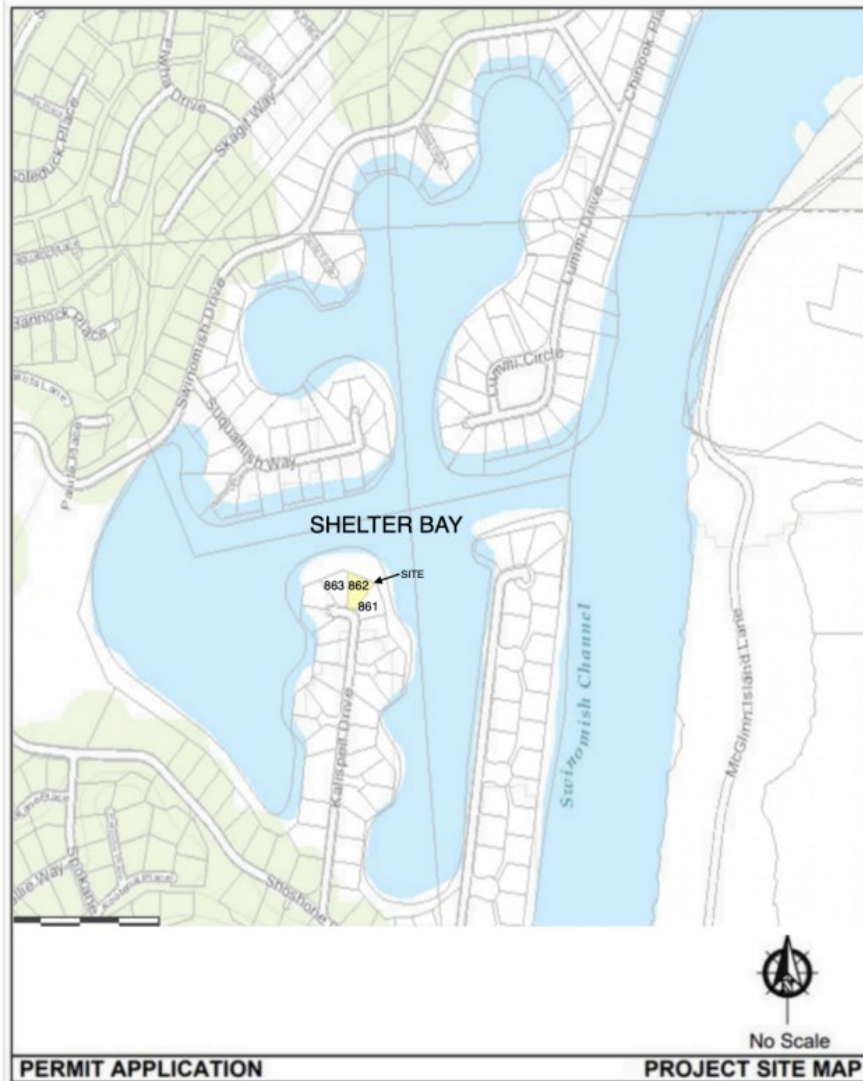 Elwha Drive
Skagit Way
Chinook Pla
Soleduck Place
Lummi Drive
Bannock Place
Swinomish Drive
Lummi Circle
Suquamish Way
SHELTER BAY
SITE
863 862
861
Swinomish Channel
McGlinn Island Lane
Kalispell Drive
Spokane
Shoshone
N
No Scale
PERMIT APPLICATION
PROJECT SITE MAP